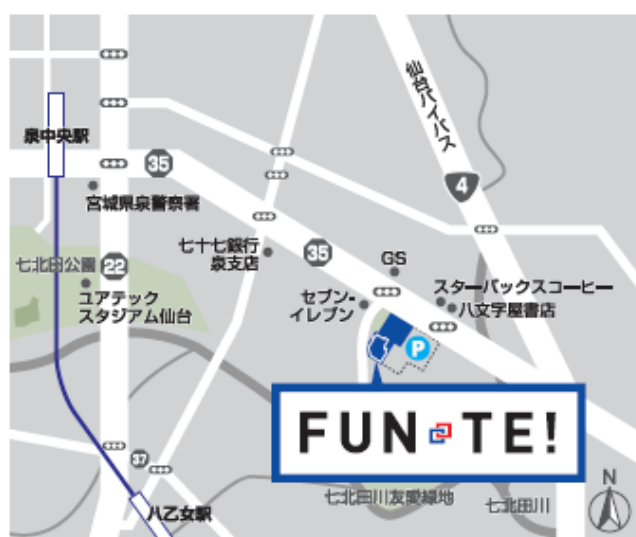 仙台バイパス
泉中央駅
35
4
宮城県泉警察署
七十七銀行
泉支店
35
GS
七北田公園
22
ユアテック
スタジアム仙台
セブン-
イレブン
スターバックスコーヒー
八文字屋書店
P
FUN TE!
37
七北田川友愛緑地
七北田川
N
八乙女駅